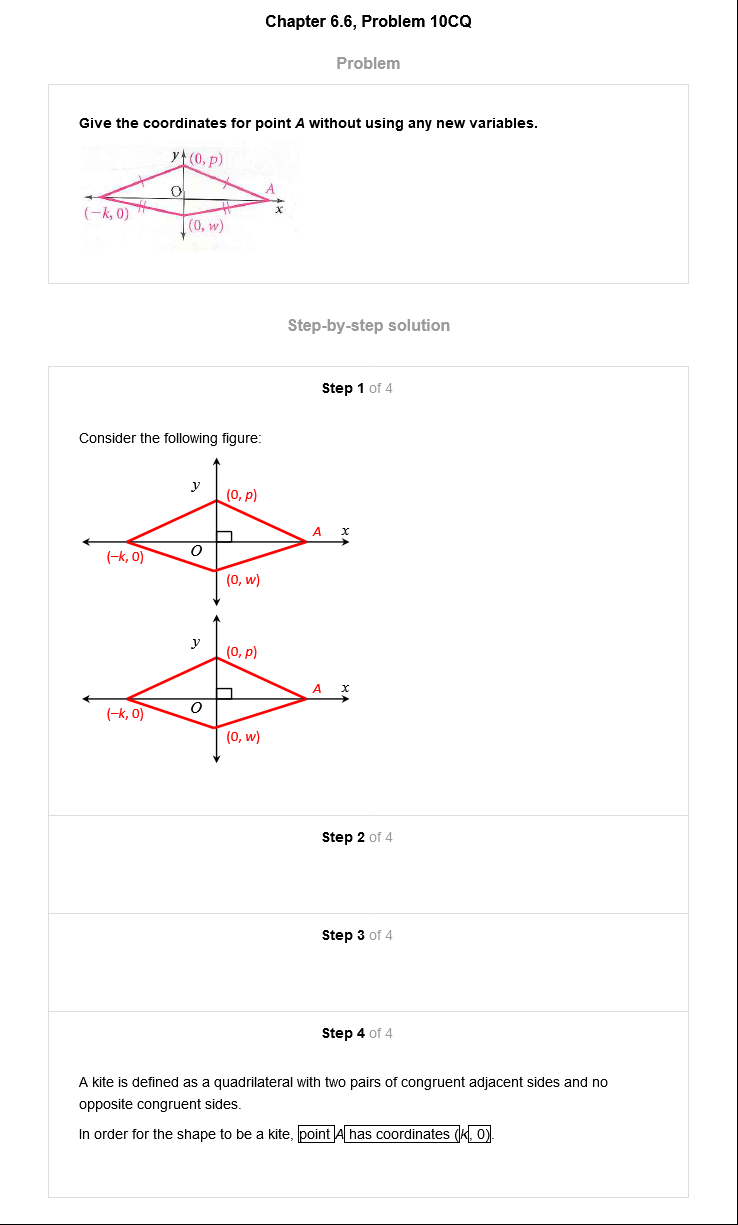 Chapter 6.6, Problem 10CQ
Problem
Give the coordinates for point A without using any new variables.
y (0, p)
O A
(−k, 0) x
(0, w)
Step-by-step solution
Step 1 of 4
Consider the following figure:
y
(0, p)
A x
(−k, 0) O
(0, w)
y
(0, p)
A x
(−k, 0) O
(0, w)
Step 2 of 4
Step 3 of 4
Step 4 of 4
A kite is defined as a quadrilateral with two pairs of congruent adjacent sides and no
opposite congruent sides.
In order for the shape to be a kite, point A has coordinates (k, 0).